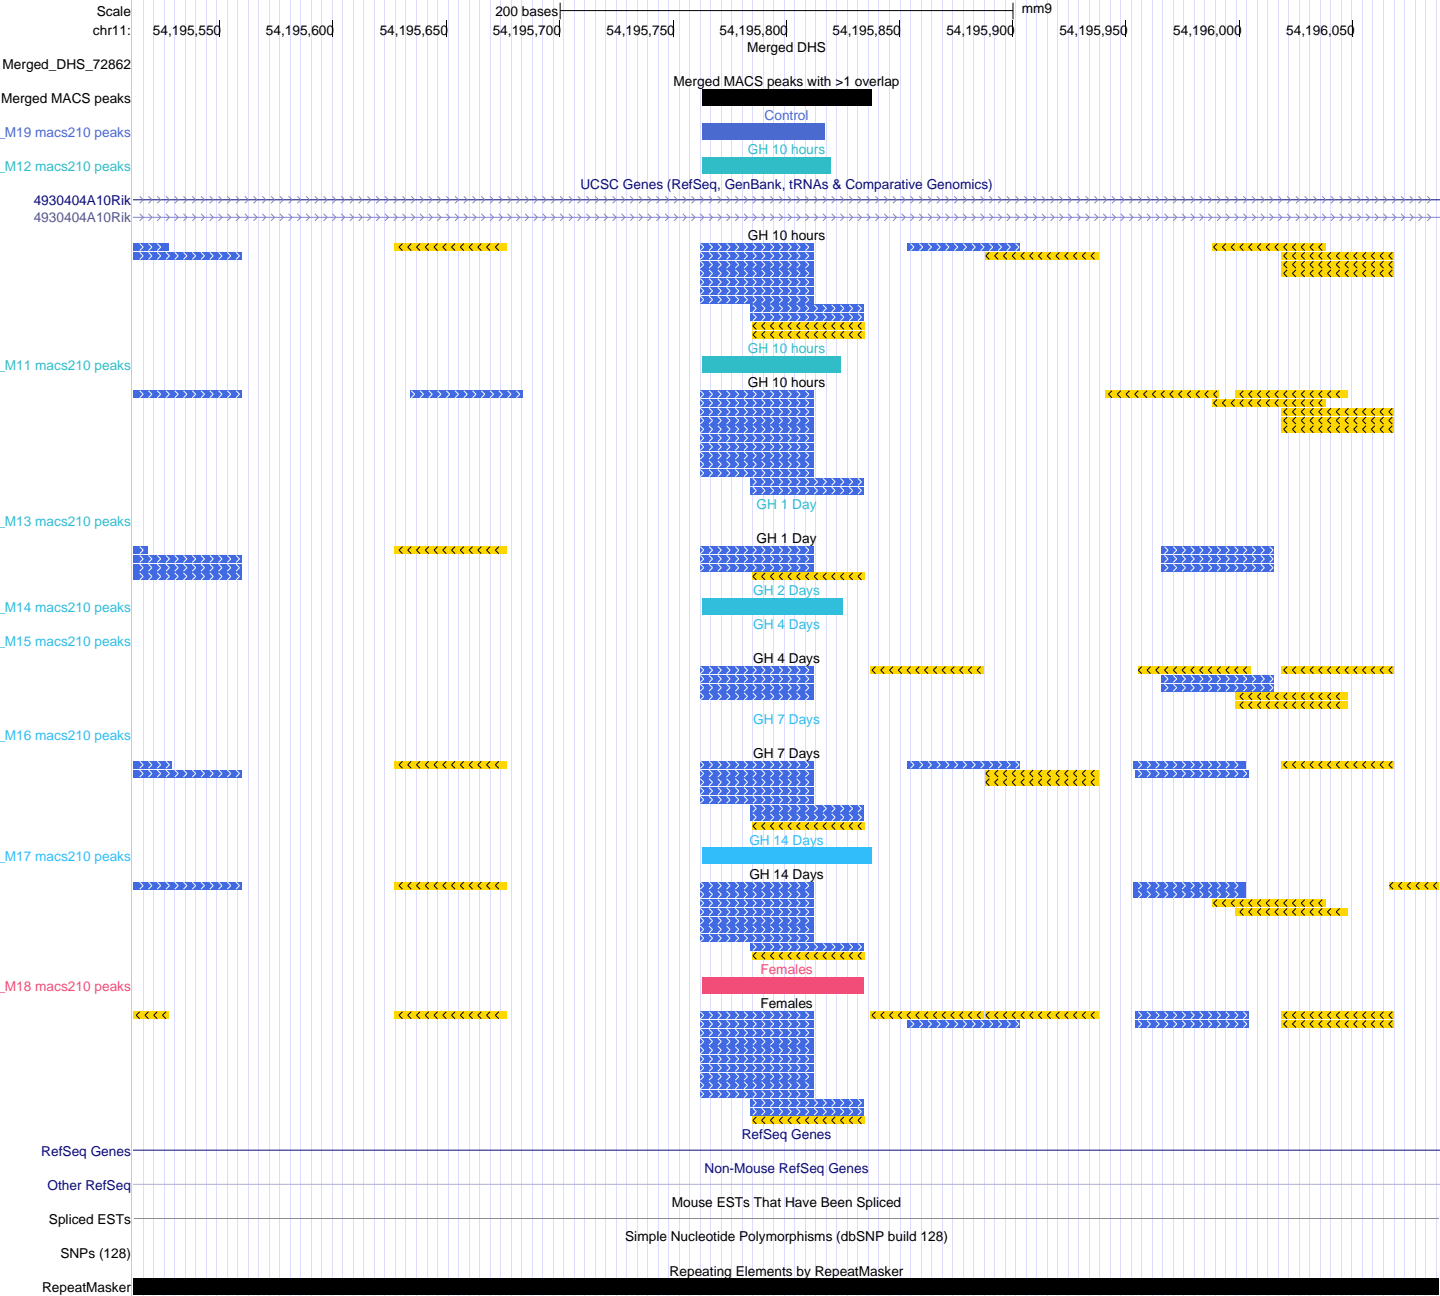 Scale 200 bases mm9
chr11: 54,195,550 54,195,600 54,195,650 54,195,700 54,195,750 54,195,800 54,195,850 54,195,900 54,195,950 54,196,000 54,196,050
Merged DHS
Merged_DHS_72862
Merged MACS peaks with >1 overlap
Merged MACS peaks
Control
_M19 macs210 peaks
GH 10 hours
_M12 macs210 peaks
UCSC Genes (RefSeq, GenBank, tRNAs & Comparative Genomics)
4930404A10Rik
4930404A10Rik
GH 10 hours
GH 10 hours
_M11 macs210 peaks
GH 10 hours
GH 1 Day
_M13 macs210 peaks
GH 1 Day
GH 2 Days
_M14 macs210 peaks
GH 4 Days
_M15 macs210 peaks
GH 4 Days
GH 7 Days
_M16 macs210 peaks
GH 7 Days
GH 14 Days
_M17 macs210 peaks
GH 14 Days
Females
_M18 macs210 peaks
Females
RefSeq Genes
RefSeq Genes
Non-Mouse RefSeq Genes
Other RefSeq
Mouse ESTs That Have Been Spliced
Spliced ESTs
Simple Nucleotide Polymorphisms (dbSNP build 128)
SNPs (128)
Repeating Elements by RepeatMasker
RepeatMasker